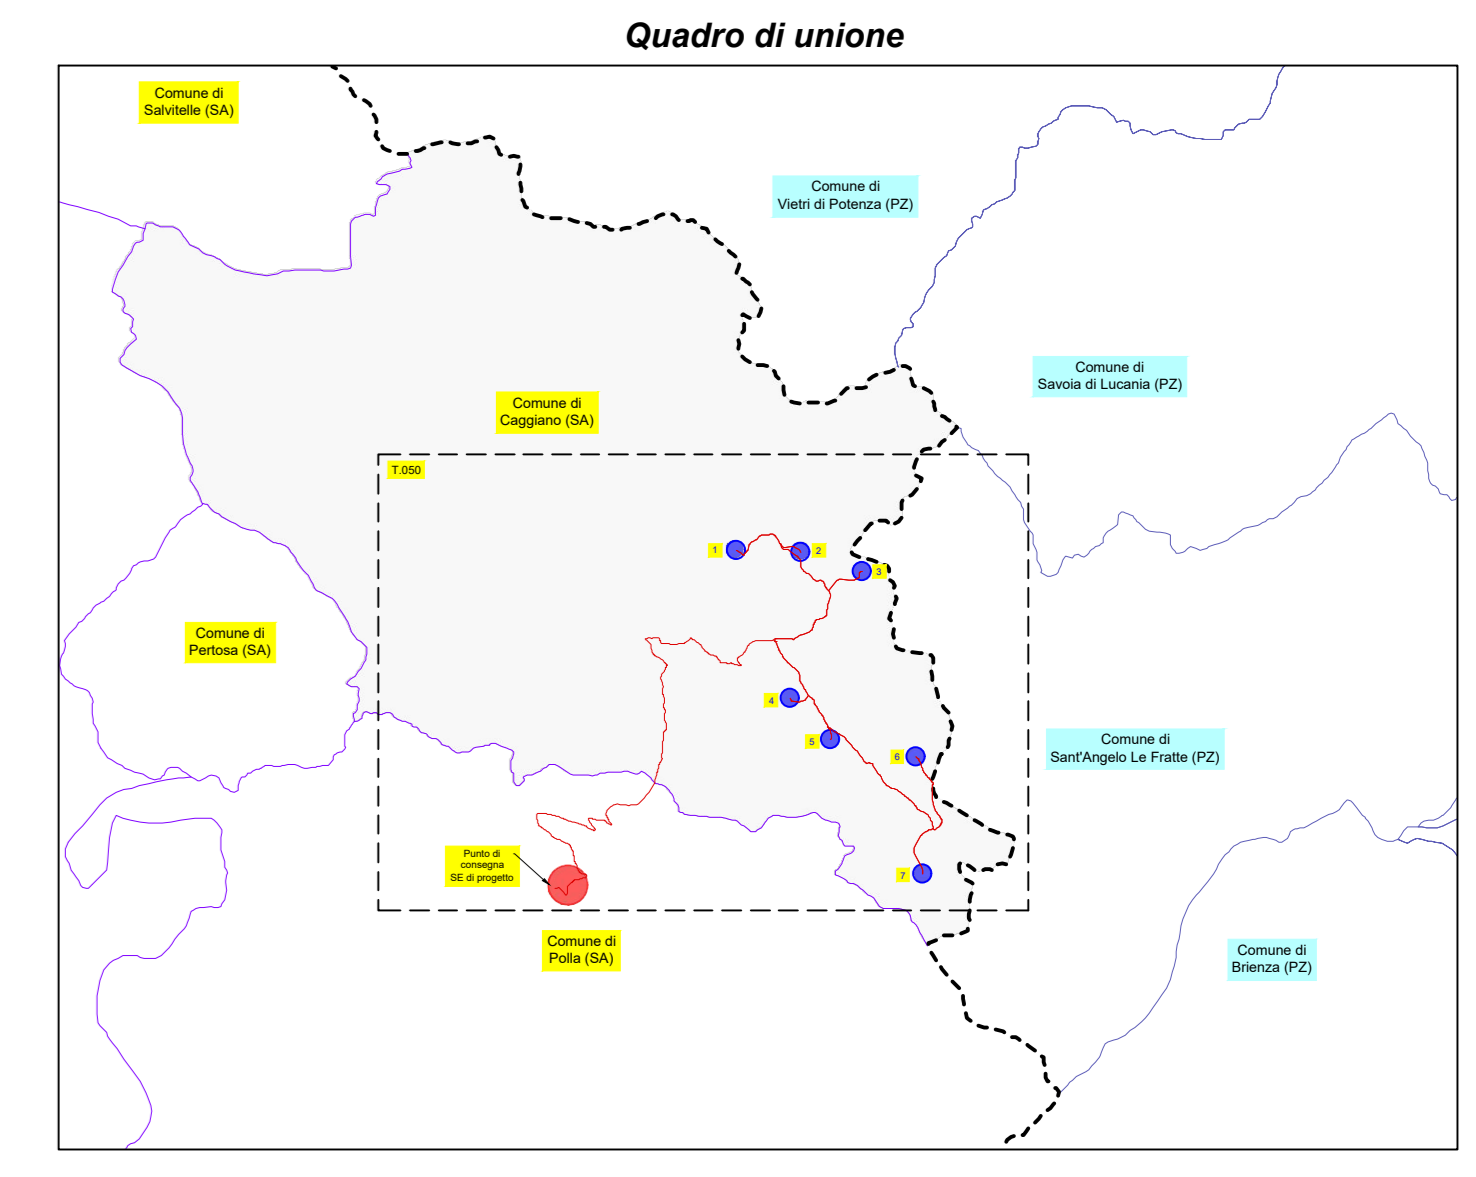 Quadro di unione
Comune di
Salvitelle (SA)
Comune di
Vietri di Potenza (PZ)
Comune di
Savoia di Lucania (PZ)
Comune di
Caggiano (SA)
T.050
1
2
3
Comune di
Pertosa (SA)
4
5
6
Comune di
Sant'Angelo Le Fratte (PZ)
Punto di
consegna
SE di progetto
7
Comune di
Polla (SA)
Comune di
Brienza (PZ)